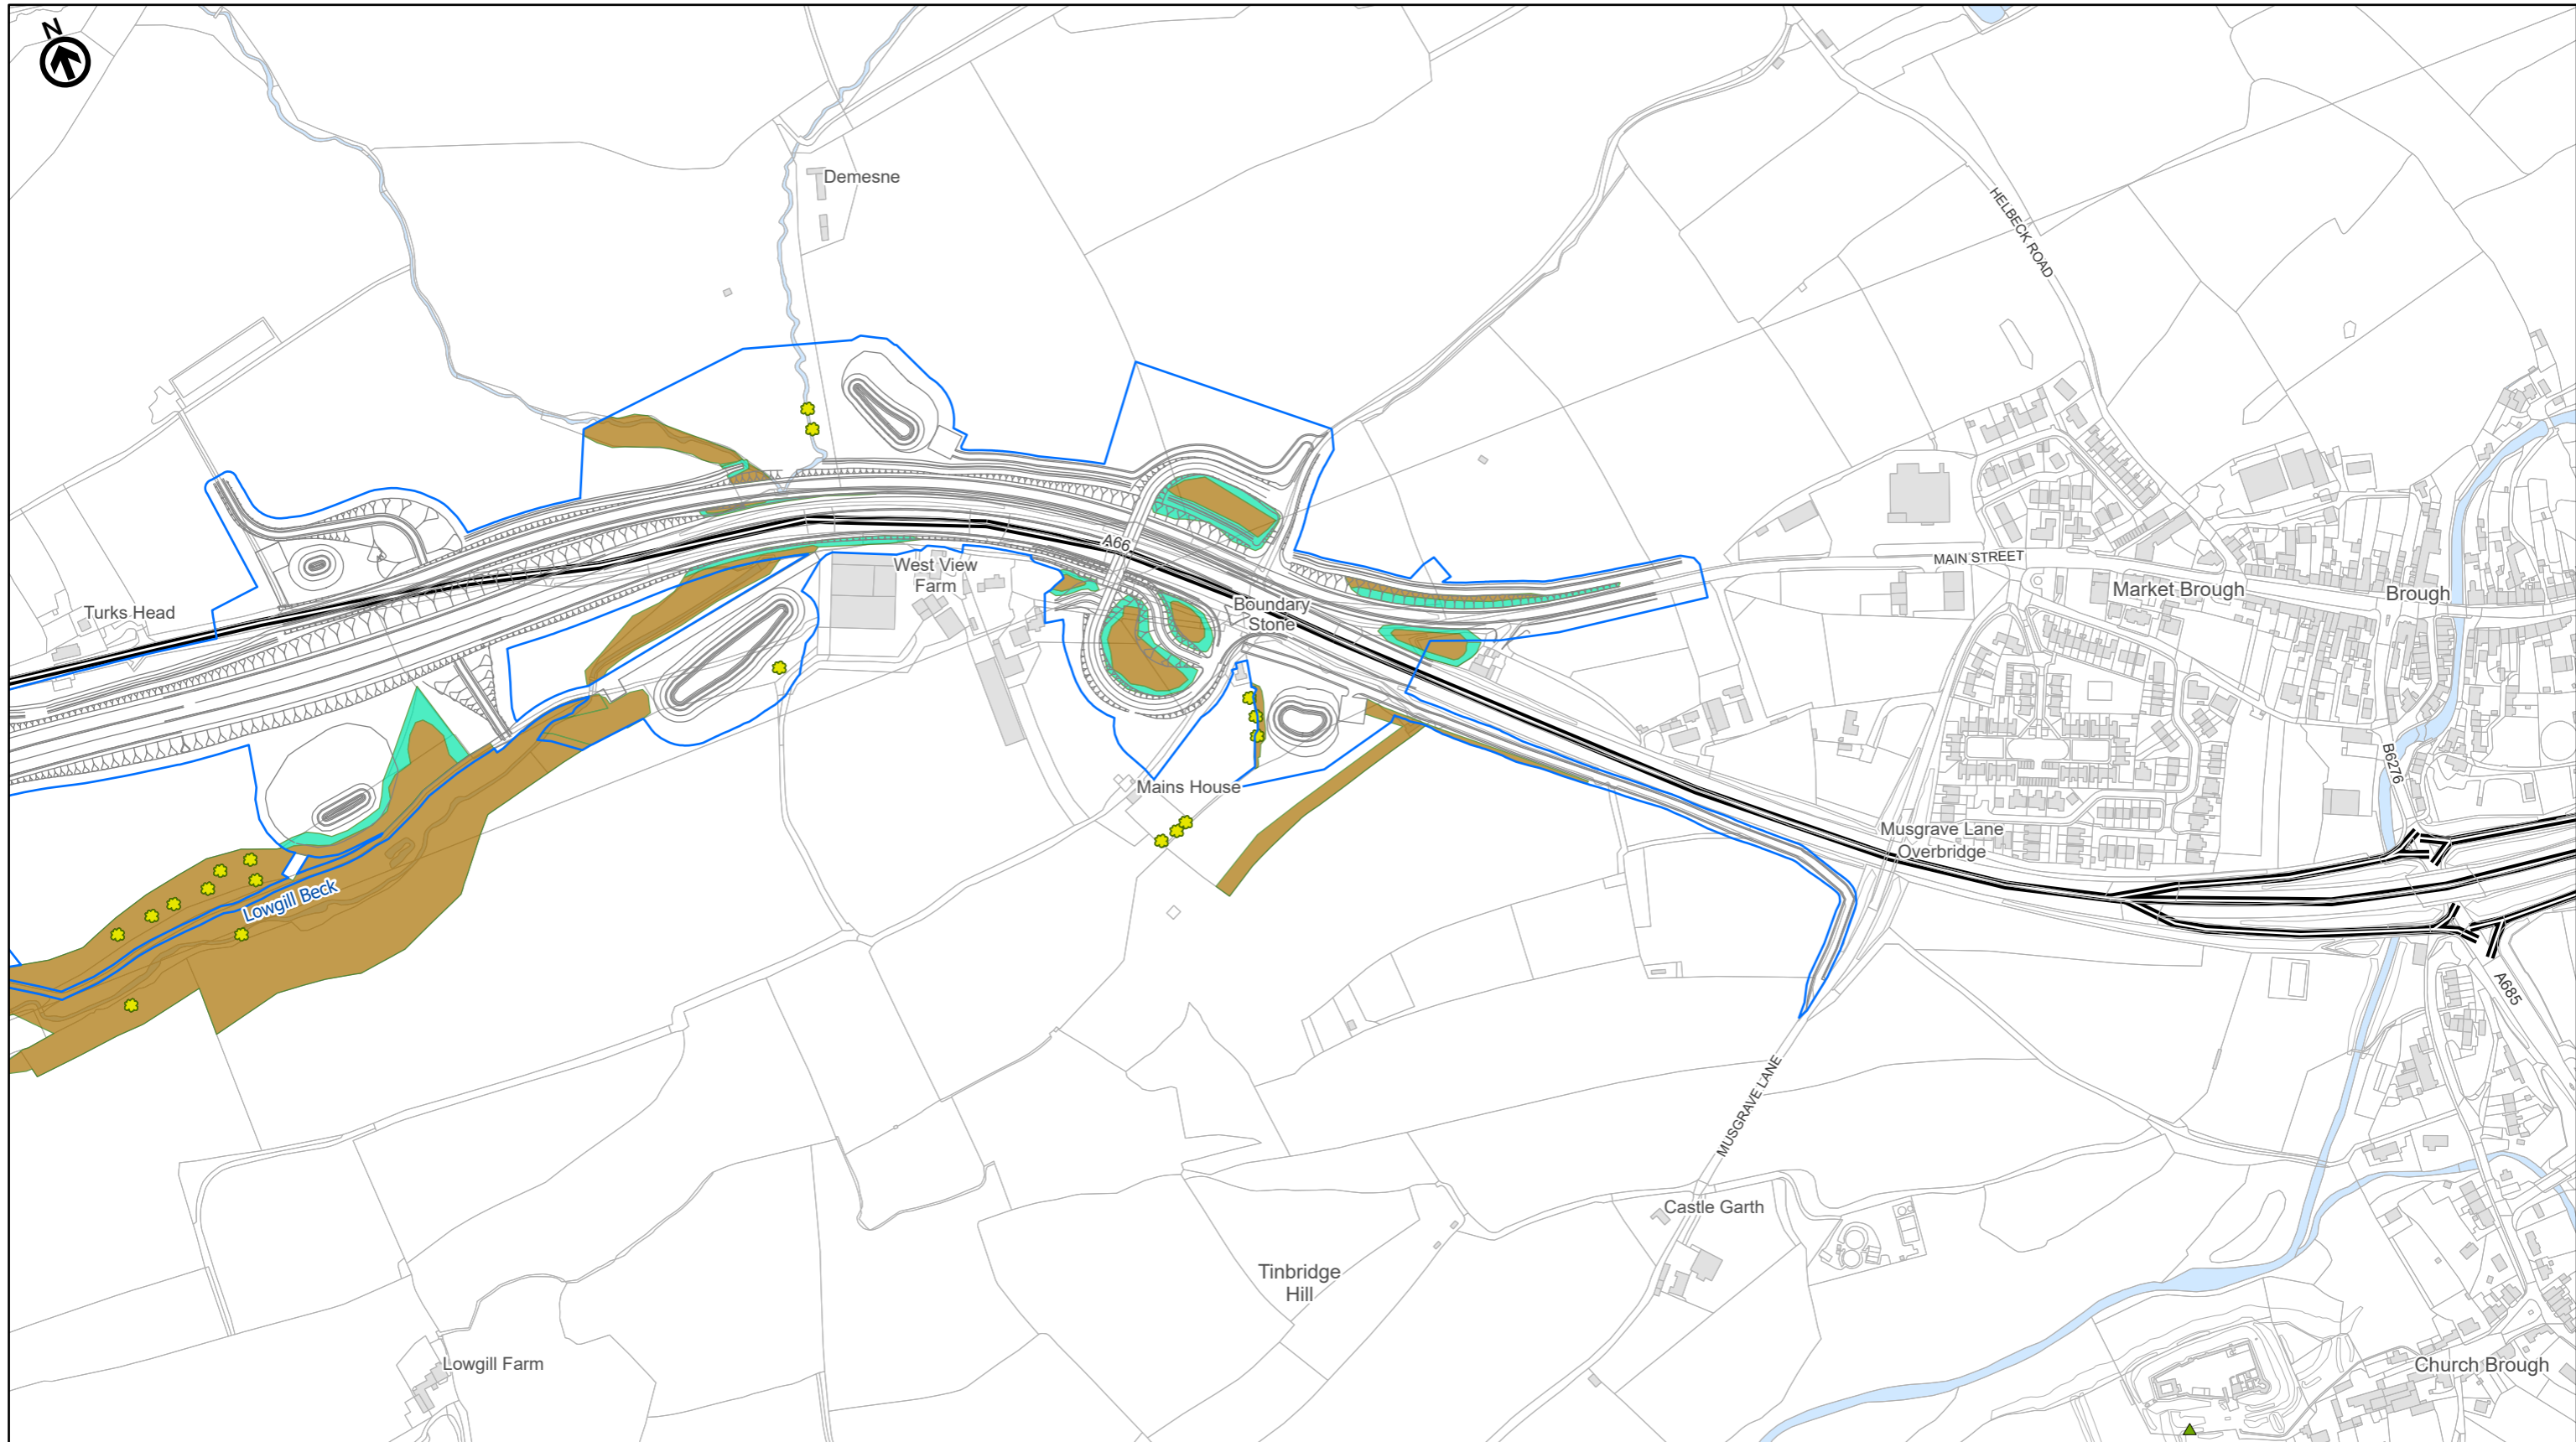 N
Demesne
HELBECK ROAD
A66
MAIN STREET
West View
Farm
Market Brough
Brough
Turks Head
Boundary
Stone
B6276
Mains House
Musgrave Lane
Overbridge
Lowgill Beck
A685
MUSGRAVE LANE
Castle Garth
Tinbridge
Hill
Lowgill Farm
Church Brough